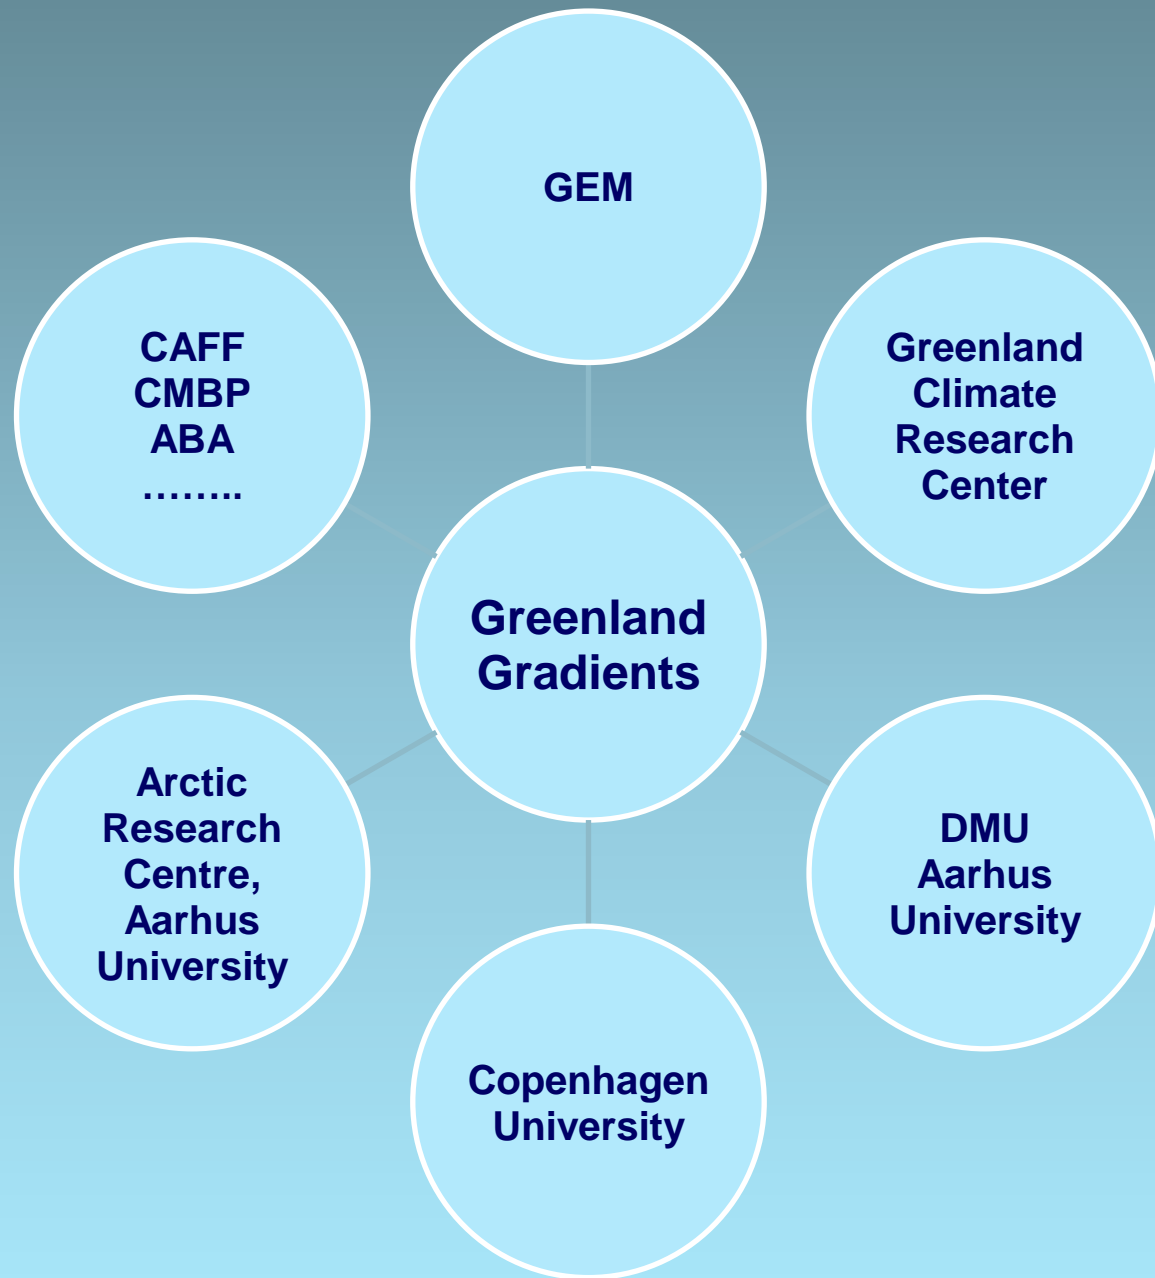 GEM
CAFF
CMBP
ABA
……..
Greenland
Climate
Research
Center
Greenland
Gradients
Arctic
Research
Centre,
Aarhus
University
DMU
Aarhus
University
Copenhagen
University